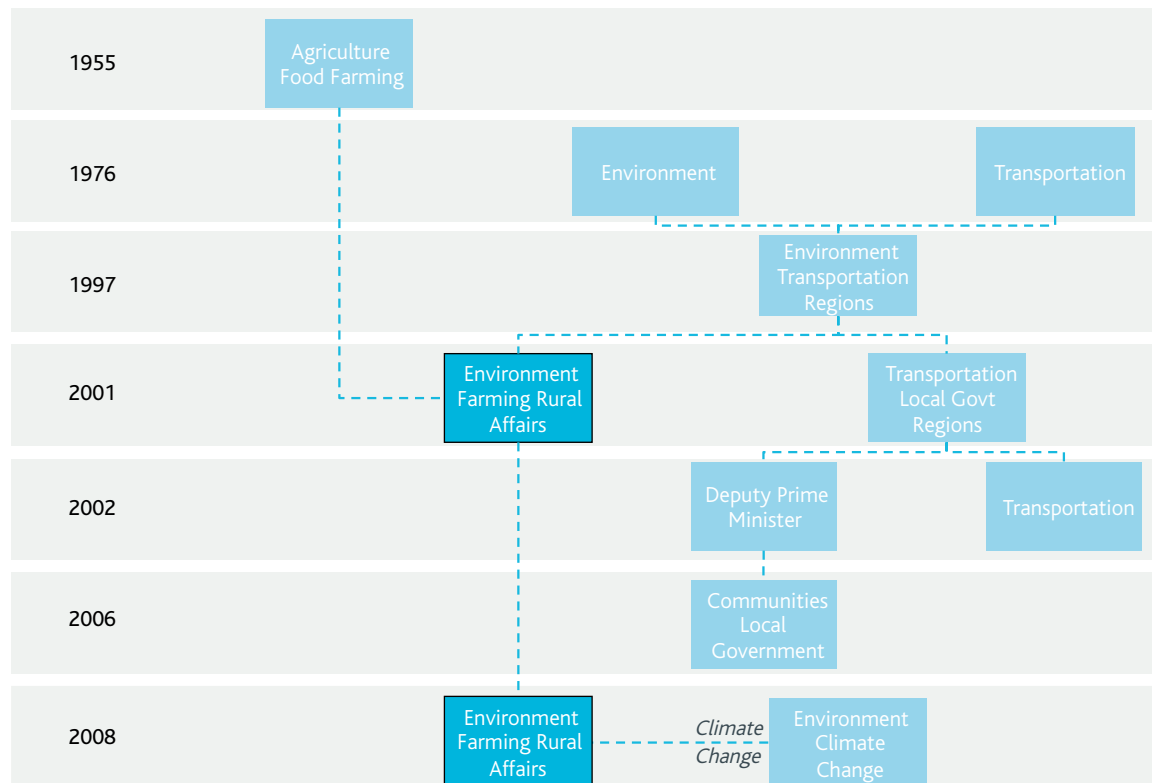 1955
Agriculture
Food Farming
1976
Environment
Transportation
1997
Environment
Transportation
Regions
2001
Environment
Farming Rural
Affairs
Transportation
Local Govt
Regions
2002
Deputy Prime
Minister
Transportation
2006
Communities
Local
Government
2008
Environment
Farming Rural
Affairs
Climate
Change
Environment
Climate
Change